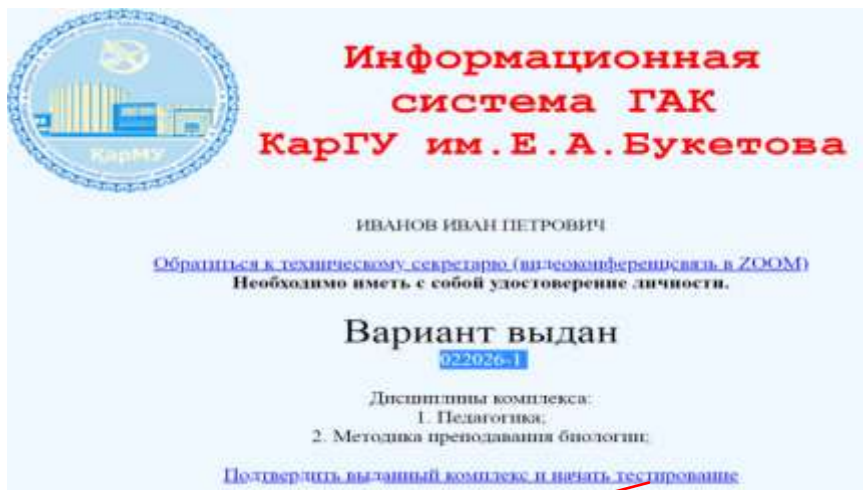 Информационная
система ГАК
КарГУ им.Е.А.Букетова
КарМУ
ИВАНОВ ИВАН ПЕТРОВИЧ
Обратиться к техническому секретарю (видеоконференцсвязь в ZOOM)
Необходимо иметь с собой удостоверение личности.
Вариант выдан
022026-1
Дисциплины комплекса:
1. Педагогика;
2. Методика преподавания биологии;
Подтвердить выданный комплекс и начать тестирование